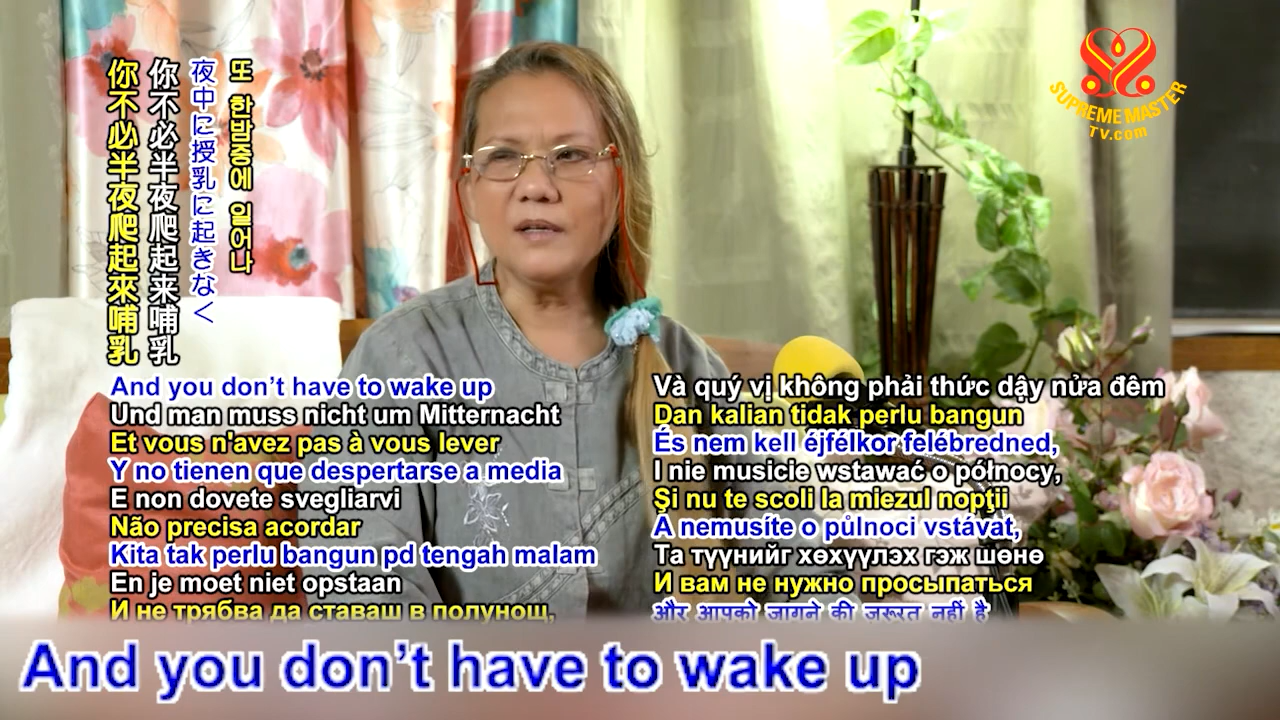 또 한밤중에 일어나
夜中に授乳に起きなく
你不必半夜爬起来哺乳
你不必半夜爬起來哺乳
SUPREME MASTER
TV.com
And you don’t have to wake up
Und man muss nicht um Mitternacht
Et vous n'avez pas à vous lever
Y no tienen que despertarse a media
E non dovete svegliarvi
Não precisa acordar
Kita tak perlu bangun pd tengah malam
En je moet niet opstaan
И не трябва да ставаш в полунощ,
Và quý vị không phải thức dậy nửa đêm
Dan kalian tidak perlu bangun
És nem kell éjfélkor felébredned,
I nie musicie wstawać o północy,
Şi nu te scoli la miezul nopţii
A nemusíte o půlnoci vstávat,
Та түүнийг хөхүүлэх гэж шөнө
И вам не нужно просыпаться
और आपको जागने की जरूरत नहीं है
And you don’t have to wake up